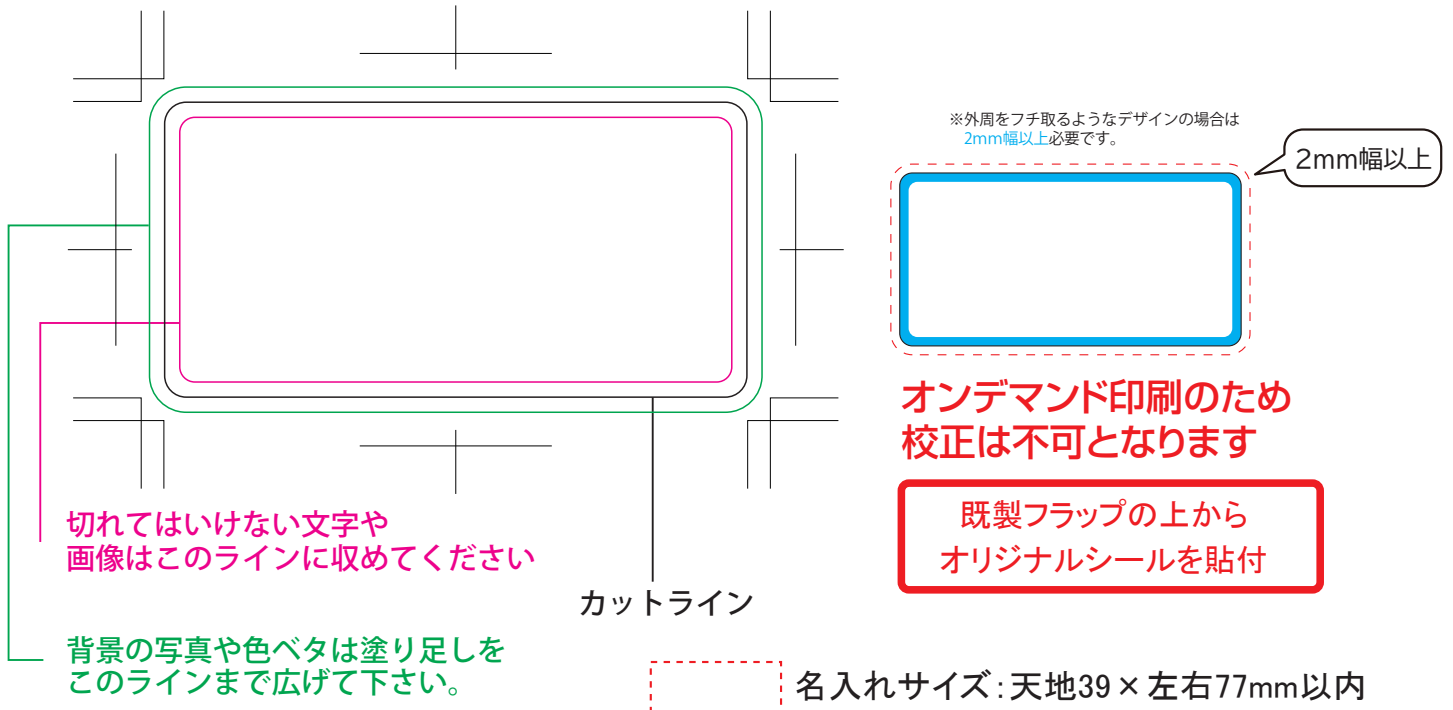 ※外周をフチ取るようなデザインの場合は
2mm幅以上必要です。
2mm幅以上
オンデマンド印刷のため
校正は不可となります
既製フラップの上から
オリジナルシールを貼付
切れてはいけない文字や
画像はこのラインに収めてください
カットライン
背景の写真や色ベタは塗り足しを
このラインまで広げて下さい。
名入れサイズ:天地39×左右77mm以内